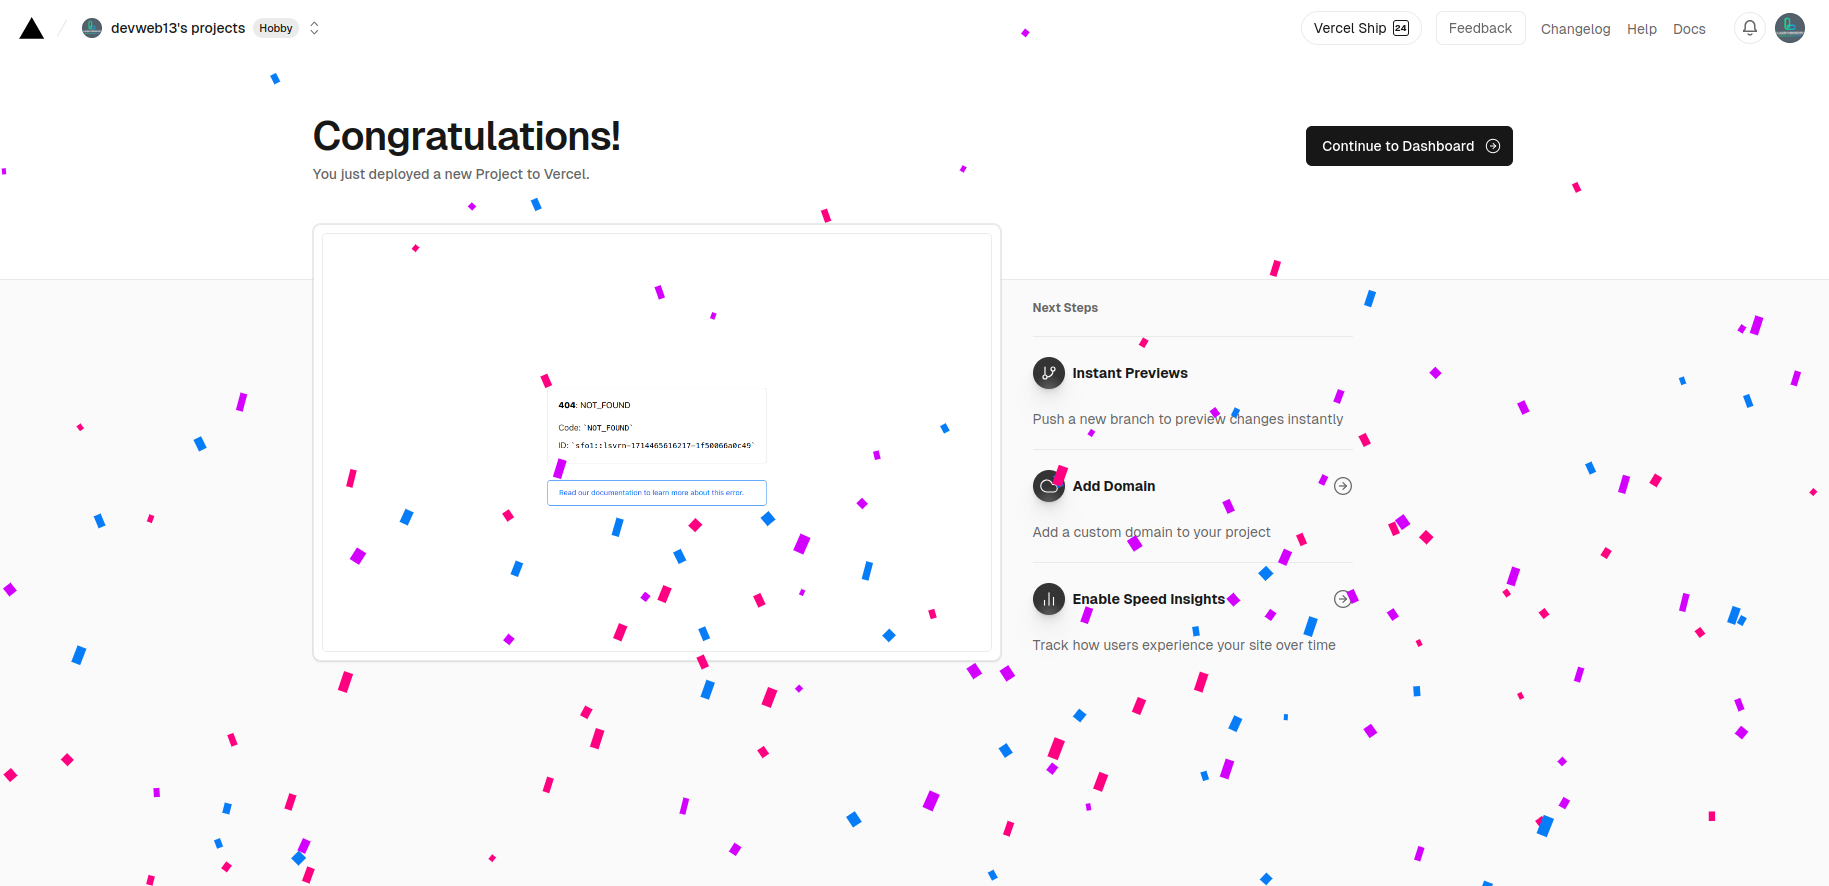 devweb13's projects Hobby
Vercel Ship 24 Feedback Changelog Help Docs
Congratulations!
You just deployed a new Project to Vercel.
Continue to Dashboard
404: NOT_FOUND
Code: `NOT_FOUND`
ID: `sfo1::lsvrn-1714465616217-1f50066a0c49`
Read our documentation to learn more about this error.
Next Steps
Instant Previews
Push a new branch to preview changes instantly
Add Domain
Add a custom domain to your project
Enable Speed Insights
Track how users experience your site over time